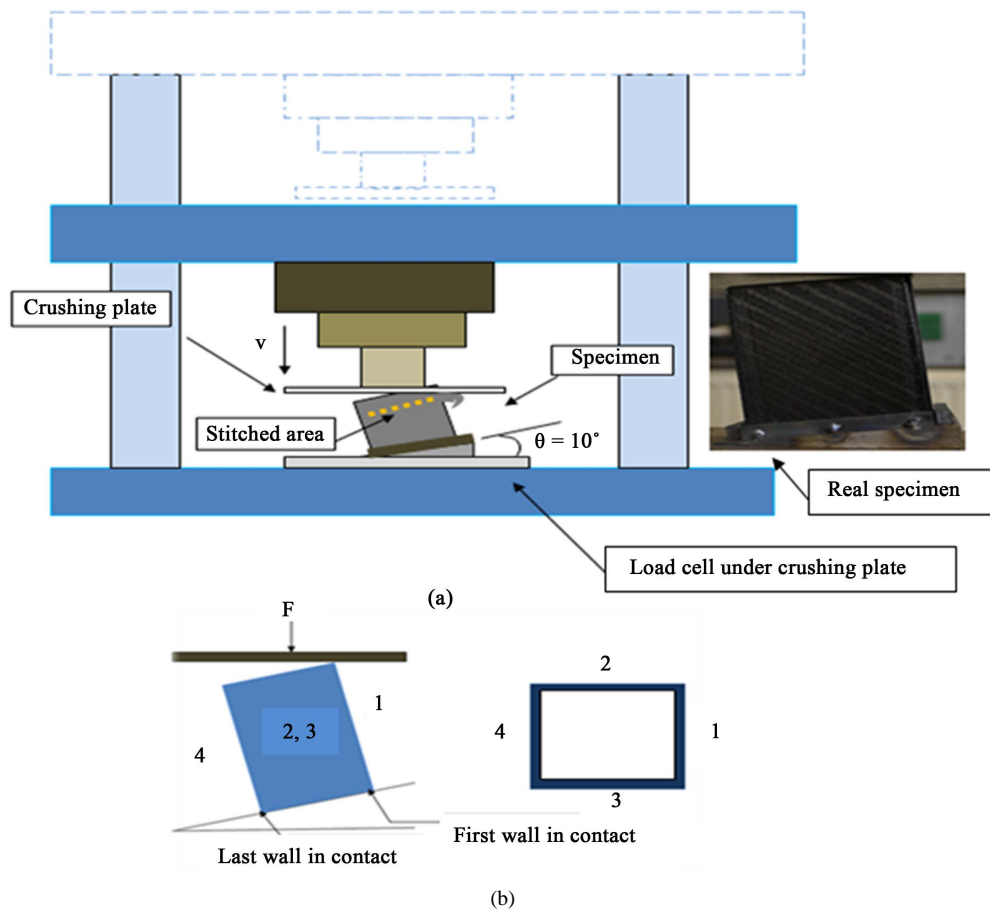 Crushing plate
v
Specimen
Stitched area
θ = 10˚
Real specimen
Load cell under crushing plate
(a)
F
1
2, 3
4
2
4
1
3
First wall in contact
Last wall in contact
(b)